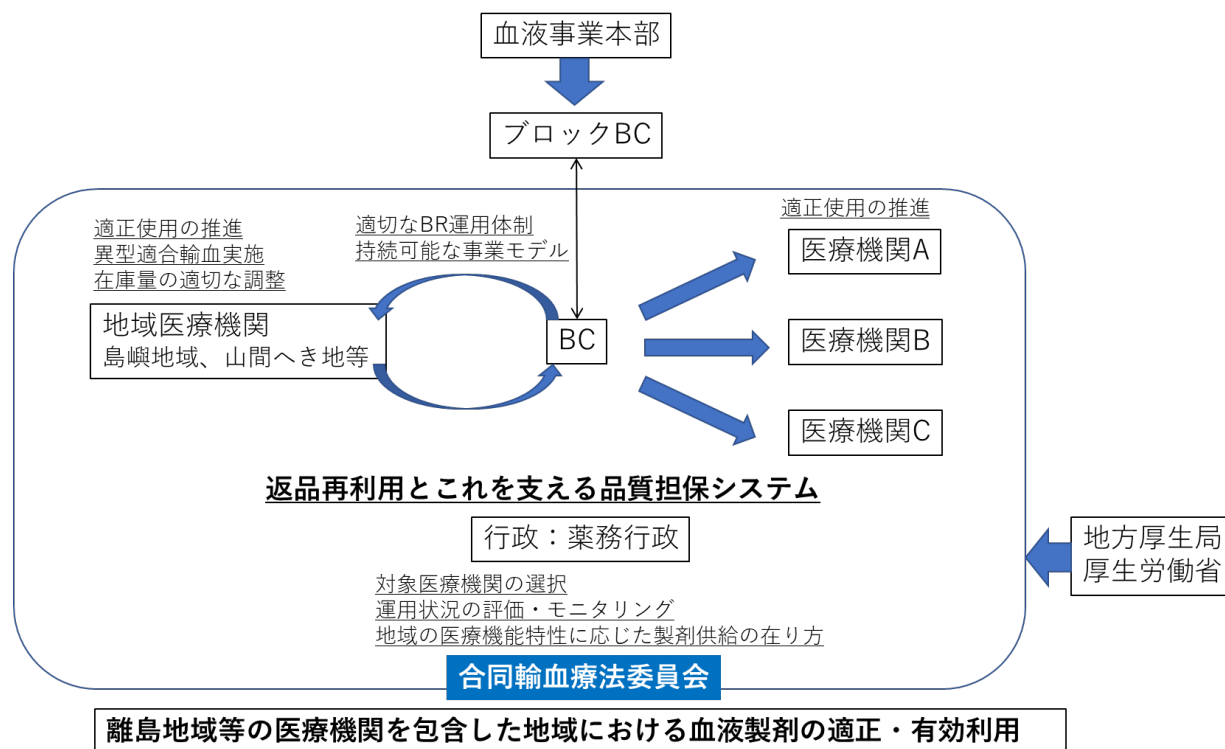 血液事業本部
ブロックBC
適正使用の推進
異型適合輸血実施
在庫量の適切な調整
適切なBR運用体制
持続可能な事業モデル
適正使用の推進
医療機関A
地域医療機関
島嶼地域、山間へき地等
BC
医療機関B
医療機関C
返品再利用とこれを支える品質担保システム
行政：薬務行政
対象医療機関の選択
運用状況の評価・モニタリング
地域の医療機能特性に応じた製剤供給の在り方
地方厚生局
厚生労働省
合同輸血療法委員会
離島地域等の医療機関を包含した地域における血液製剤の適正・有効利用